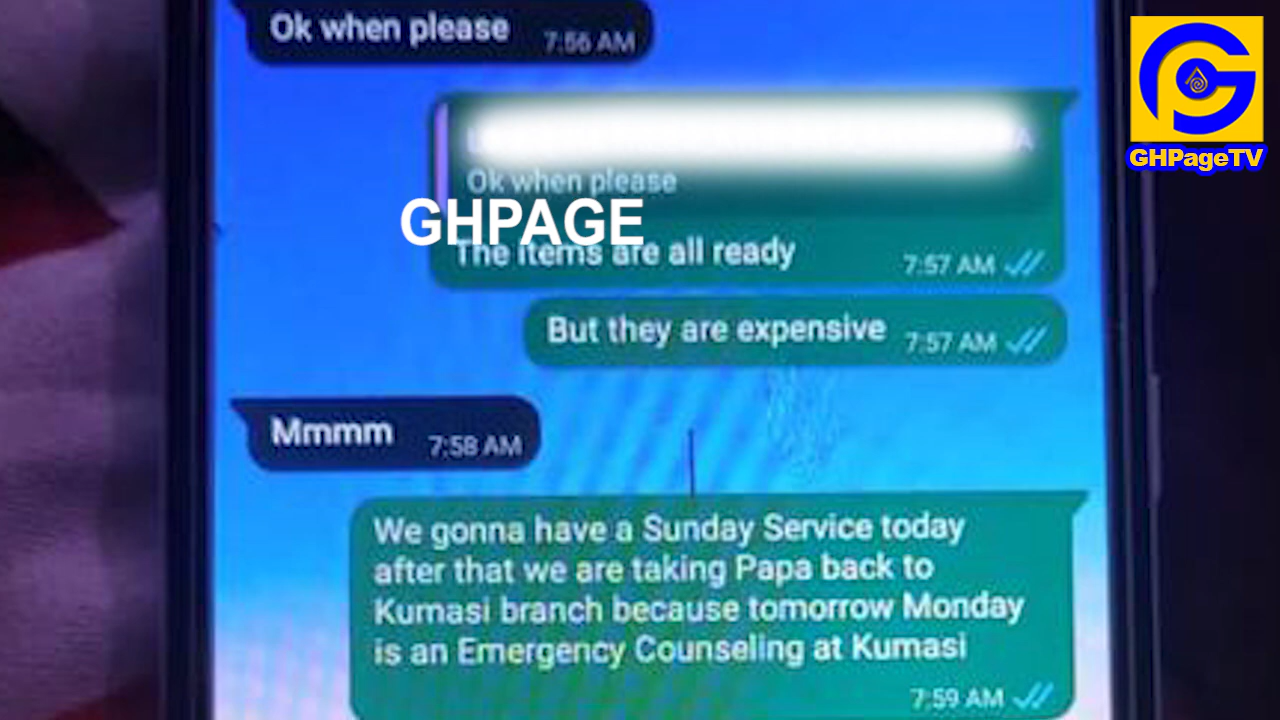 Ok when please 7:56 AM
GHPageTV
Ok when please
GHPAGE
The items are all ready 7:57 AM
But they are expensive 7:57 AM
Mmmm 7:58 AM
We gonna have a Sunday Service today
after that we are taking Papa back to
Kumasi branch because tomorrow Monday
is an Emergency Counseling at Kumasi
7:59 AM